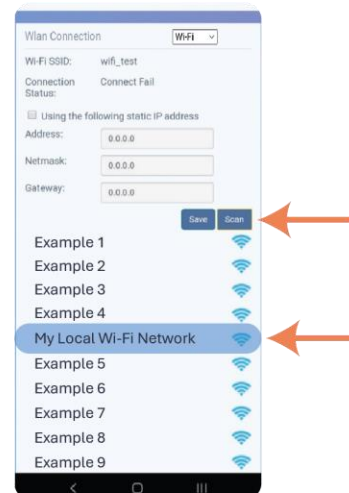 Wlan Connection Wi-Fi
Wi-Fi SSID: wifi_test
Connection Status: Connect Fail
Using the following static IP address
Address: 0.0.0.0
Netmask: 0.0.0.0
Gateway: 0.0.0.0
Save Scan
Example 1
Example 2
Example 3
Example 4
My Local Wi-Fi Network
Example 5
Example 6
Example 7
Example 8
Example 9